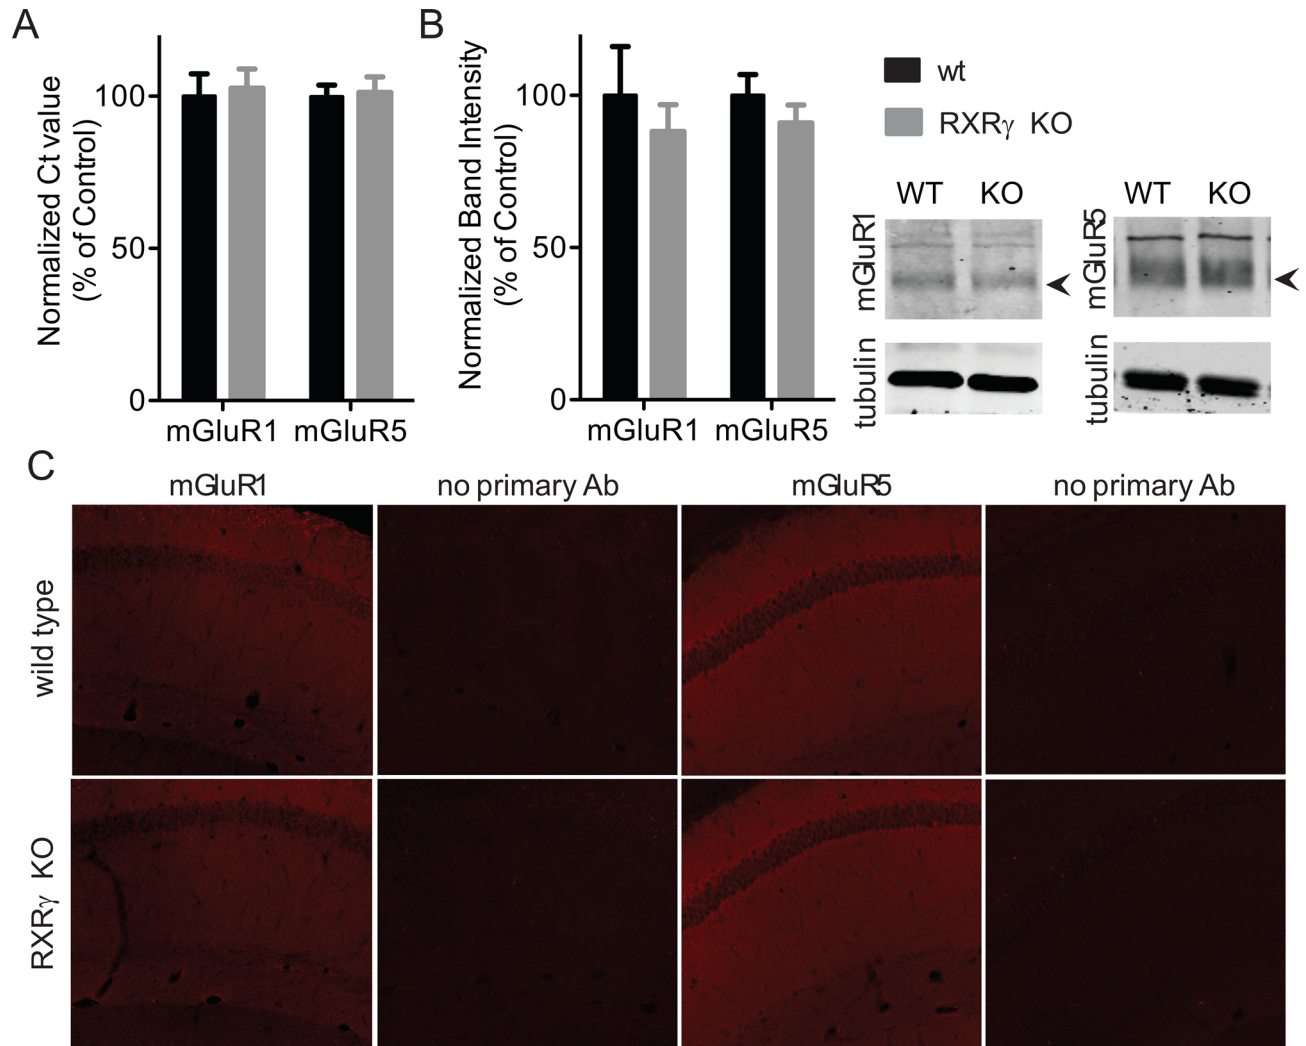 A
Normalized Ct value
(% of Control)
100
50
0
mGluR1 mGluR5
B
Normalized Band Intensity
(% of Control)
100
50
0
mGluR1 mGluR5
wt
RXRγ KO
WT KO
mGluR1
tubulin
WT KO
mGluR5
tubulin
C
mGluR1 no primary Ab mGluR5 no primary Ab
wild type
RXRγ KO